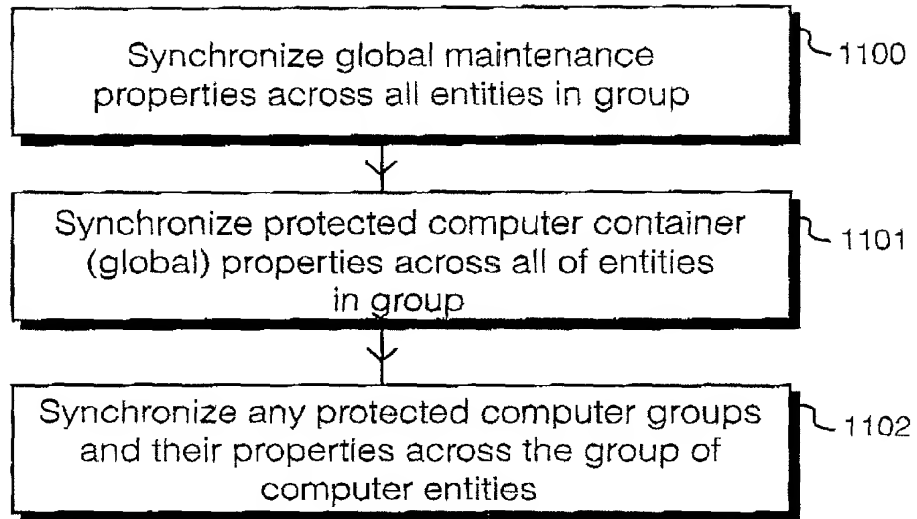 Synchronize global maintenance
properties across all entities in group
1100
Synchronize protected computer container
(global) properties across all of entities
in group
1101
Synchronize any protected computer groups
and their properties across the group of
computer entities
1102